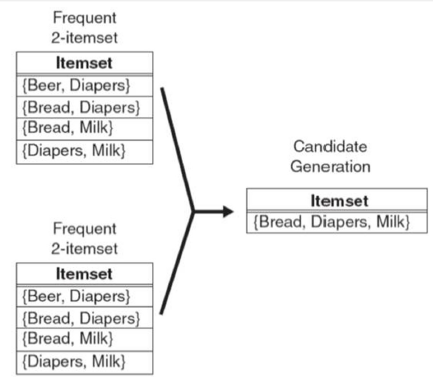 Frequent
2-itemset
Itemset
{Beer, Diapers}
{Bread, Diapers}
{Bread, Milk}
{Diapers, Milk}
Frequent
2-itemset
Itemset
{Beer, Diapers}
{Bread, Diapers}
{Bread, Milk}
{Diapers, Milk}
Candidate
Generation
Itemset
{Bread, Diapers, Milk}